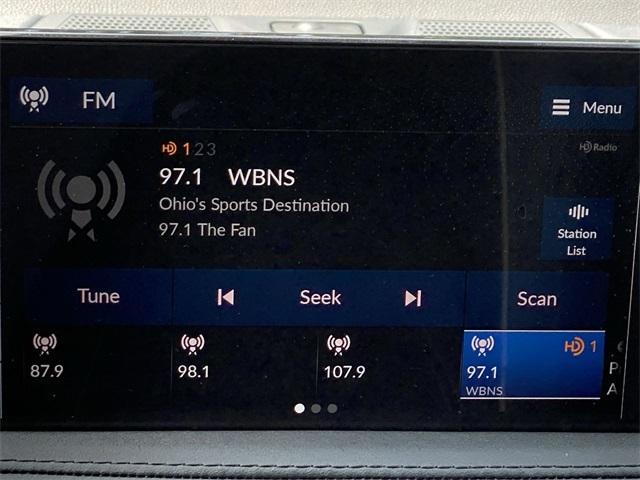 FM
Menu
HD 1 2 3
HD Radio
97.1 WBNS
Ohio's Sports Destination
97.1 The Fan
Station
List
Tune
Seek
Scan
87.9
98.1
107.9
HD 1
97.1
WBNS
P
A